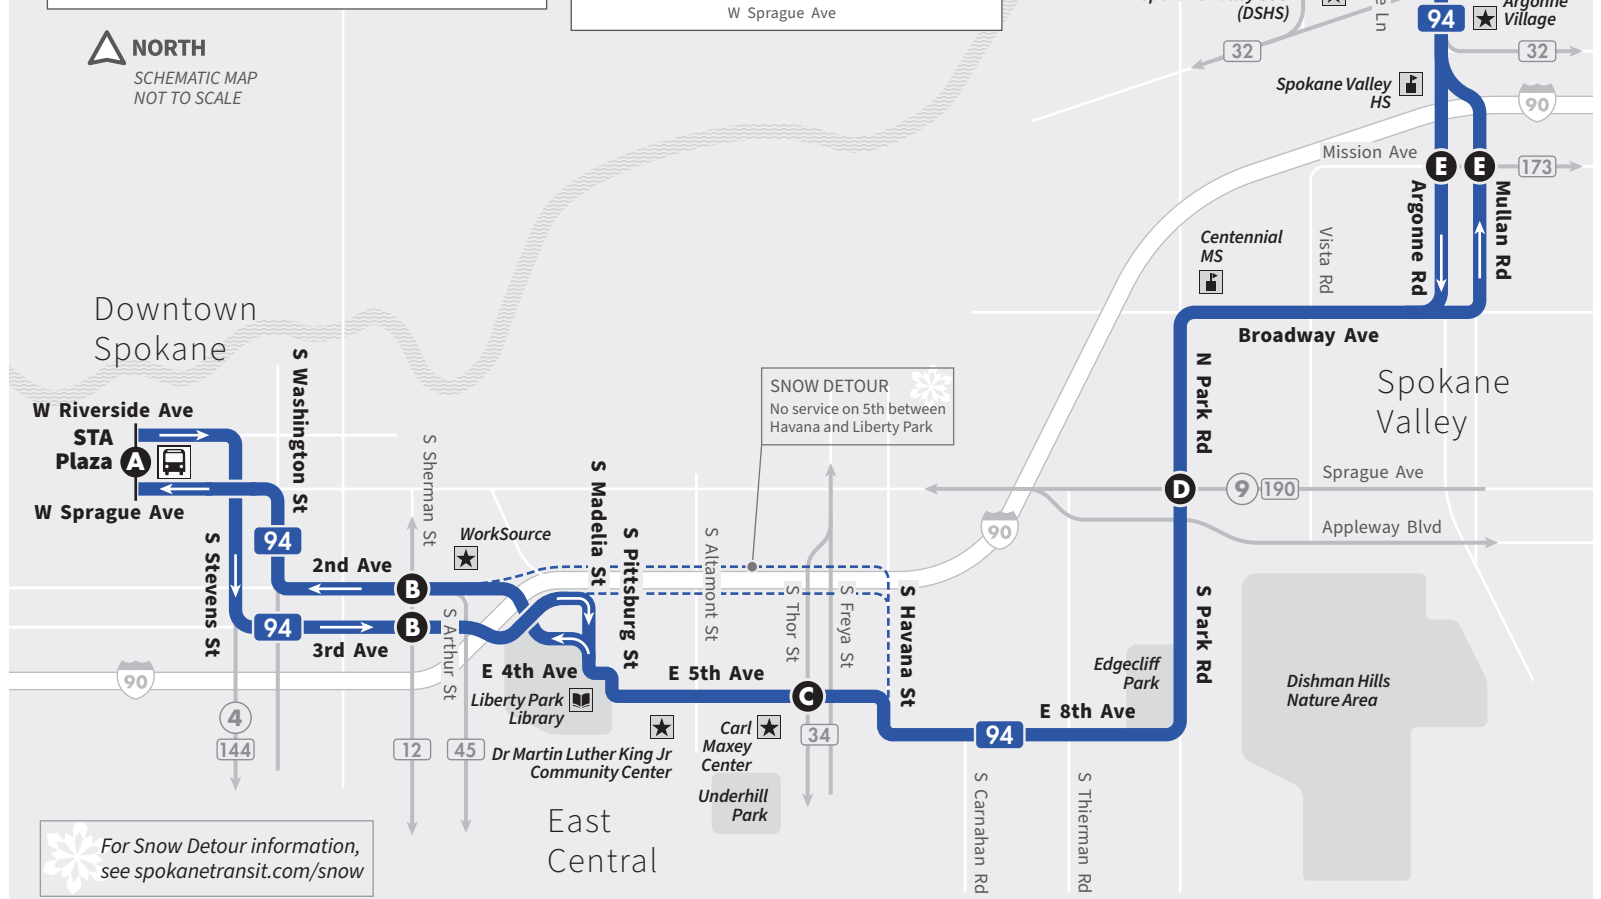 W Sprague Ave
(DSHS)
Argonne
Village
94
32
32
NORTH
SCHEMATIC MAP
NOT TO SCALE
Spokane Valley
HS
90
Mission Ave
E
E
173
Argonne Rd
Mullan Rd
Vista Rd
Centennial
MS
Broadway Ave
Downtown
Spokane
S Washington St
N Park Rd
Spokane
Valley
SNOW DETOUR
No service on 5th between
Havana and Liberty Park
W Riverside Ave
STA
Plaza
A
W Sprague Ave
S Stevens St
S Sherman St
S Madelia St
S Pittsburg St
S Altamont St
D
9
190
Sprague Ave
Appleway Blvd
90
WorkSource
94
2nd Ave
B
94
3rd Ave
B
S Arthur St
S Thor St
S Freya St
S Havana St
S Park Rd
90
E 4th Ave
E 5th Ave
C
Liberty Park
Library
Edgecliff
Park
Dishman Hills
Nature Area
E 8th Ave
94
4
144
12
45
34
Dr Martin Luther King Jr
Community Center
Carl
Maxey
Center
Underhill
Park
S Carnahan Rd
S Thierman Rd
East
Central
For Snow Detour information,
see spokanetransit.com/snow